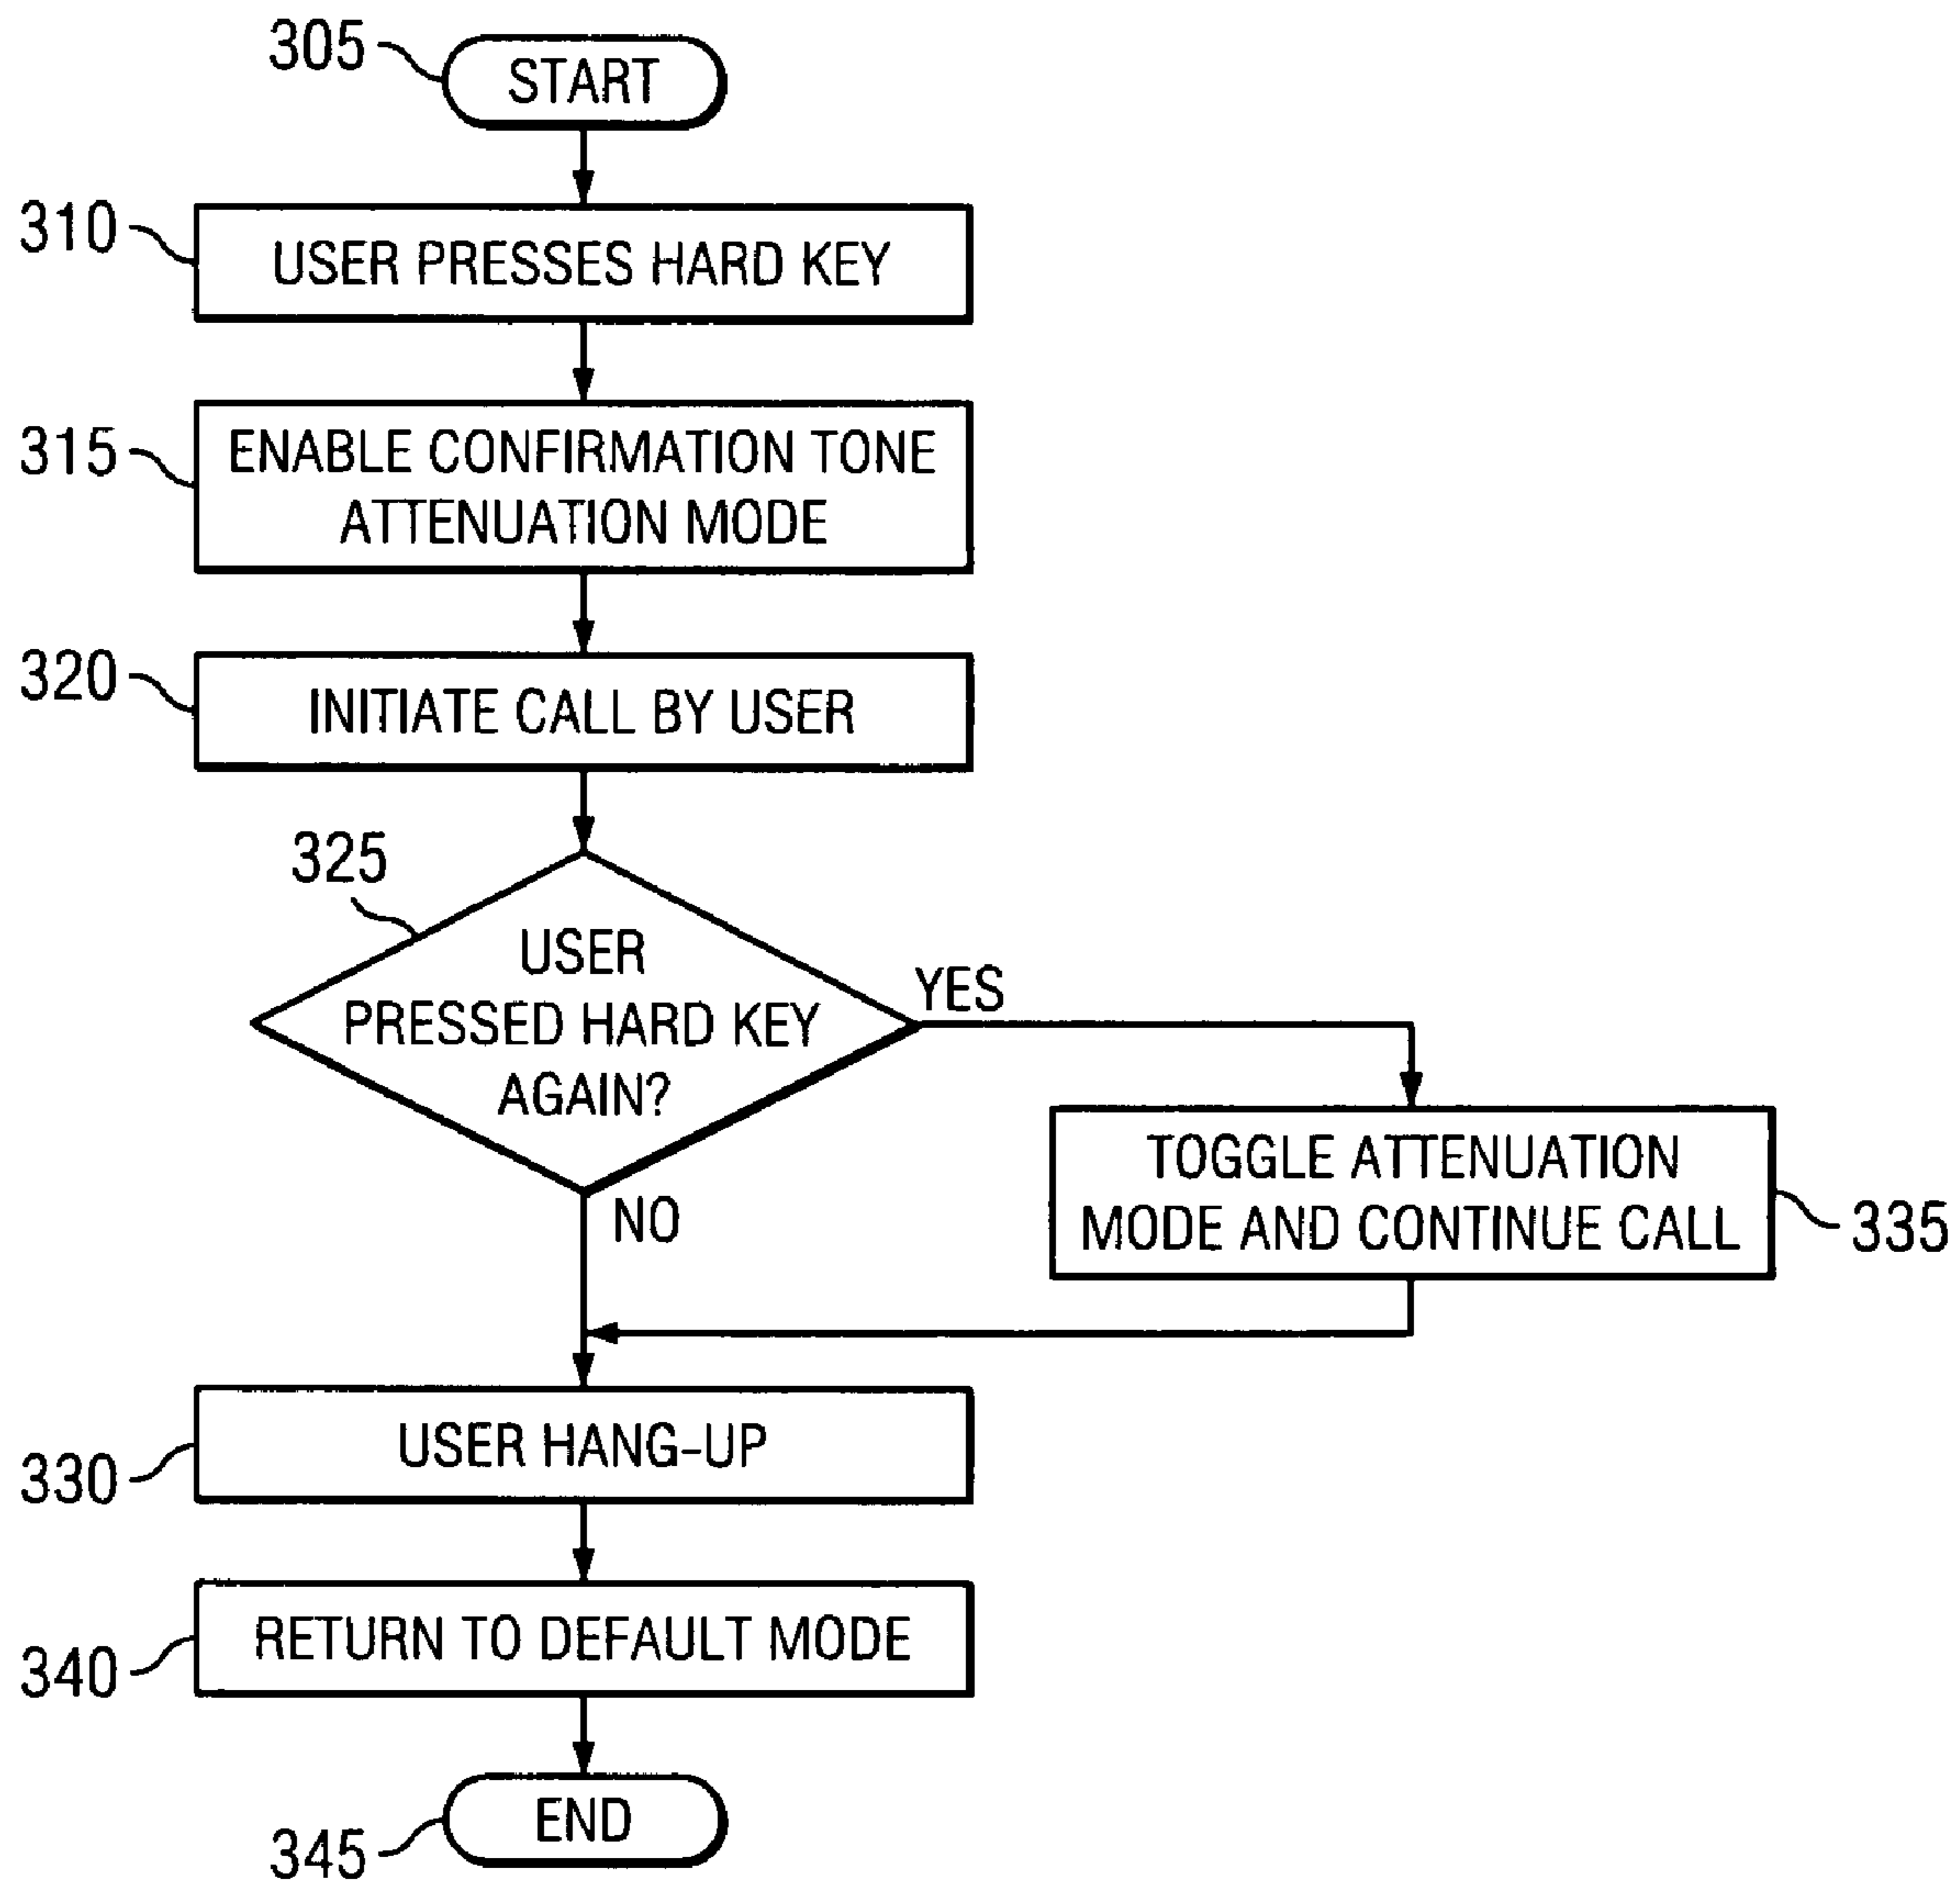 305
START
310
USER PRESSES HARD KEY
315
ENABLE CONFIRMATION TONE
ATTENUATION MODE
320
INITIATE CALL BY USER
325
USER
PRESSED HARD KEY
AGAIN?
YES
NO
TOGGLE ATTENUATION
MODE AND CONTINUE CALL
335
330
USER HANG-UP
340
RETURN TO DEFAULT MODE
345
END